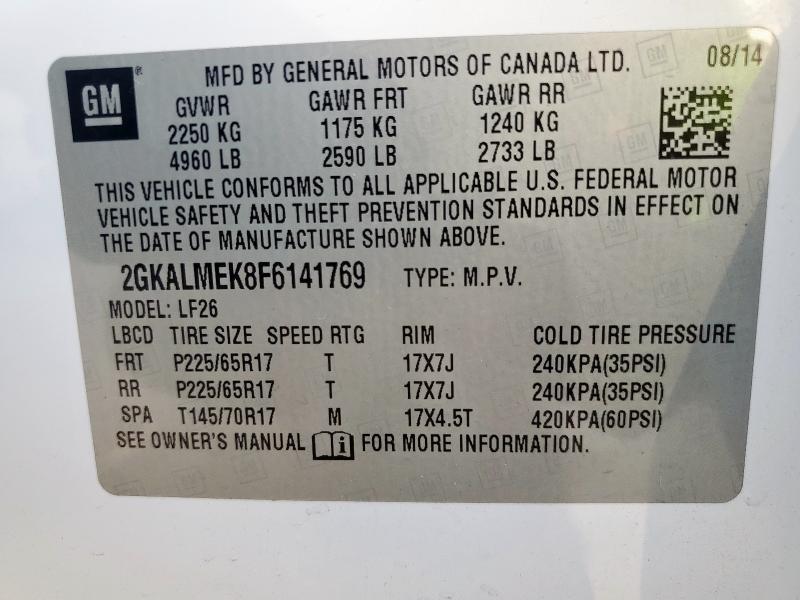 GM® MFD BY GENERAL MOTORS OF CANADA LTD. 08/14
GVWR GAWR FRT GAWR RR
2250 KG 1175 KG 1240 KG
4960 LB 2590 LB 2733 LB
THIS VEHICLE CONFORMS TO ALL APPLICABLE U.S. FEDERAL MOTOR
VEHICLE SAFETY AND THEFT PREVENTION STANDARDS IN EFFECT ON
THE DATE OF MANUFACTURE SHOWN ABOVE.
2GKALMEK8F6141769 TYPE: M.P.V.
MODEL: LF26
LBCD TIRE SIZE SPEED RTG RIM COLD TIRE PRESSURE
FRT P225/65R17 T 17X7J 240KPA(35PSI)
RR P225/65R17 T 17X7J 240KPA(35PSI)
SPA T145/70R17 M 17X4.5T 420KPA(60PSI)
SEE OWNER'S MANUAL FOR MORE INFORMATION.